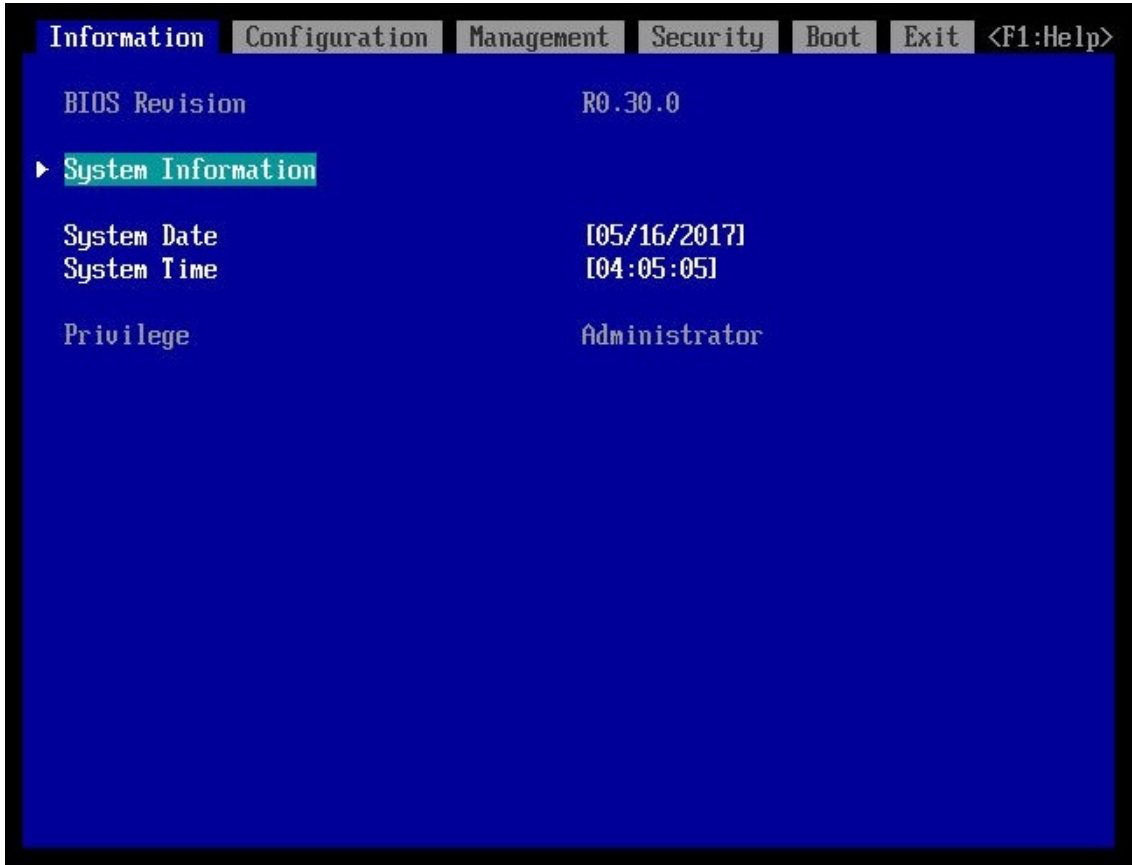 Information Configuration Management Security Boot Exit <F1:Help>
BIOS Revision R0.30.0
System Information
System Date [05/16/2017]
System Time [04:05:05]
Privilege Administrator